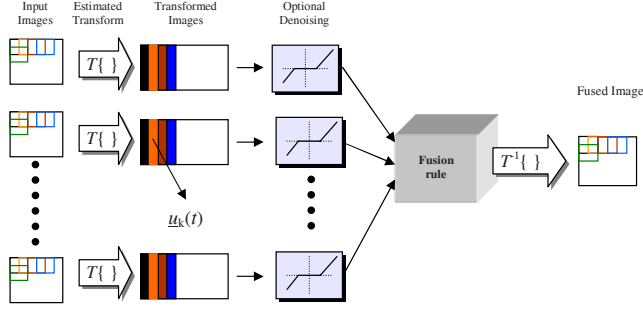 Input
Images
Estimated
Transform
Transformed
Images
Optional
Denoising
T{ }
T{ }
u_k(t)
T{ }
Fusion
rule
T⁻¹{ }
Fused Image